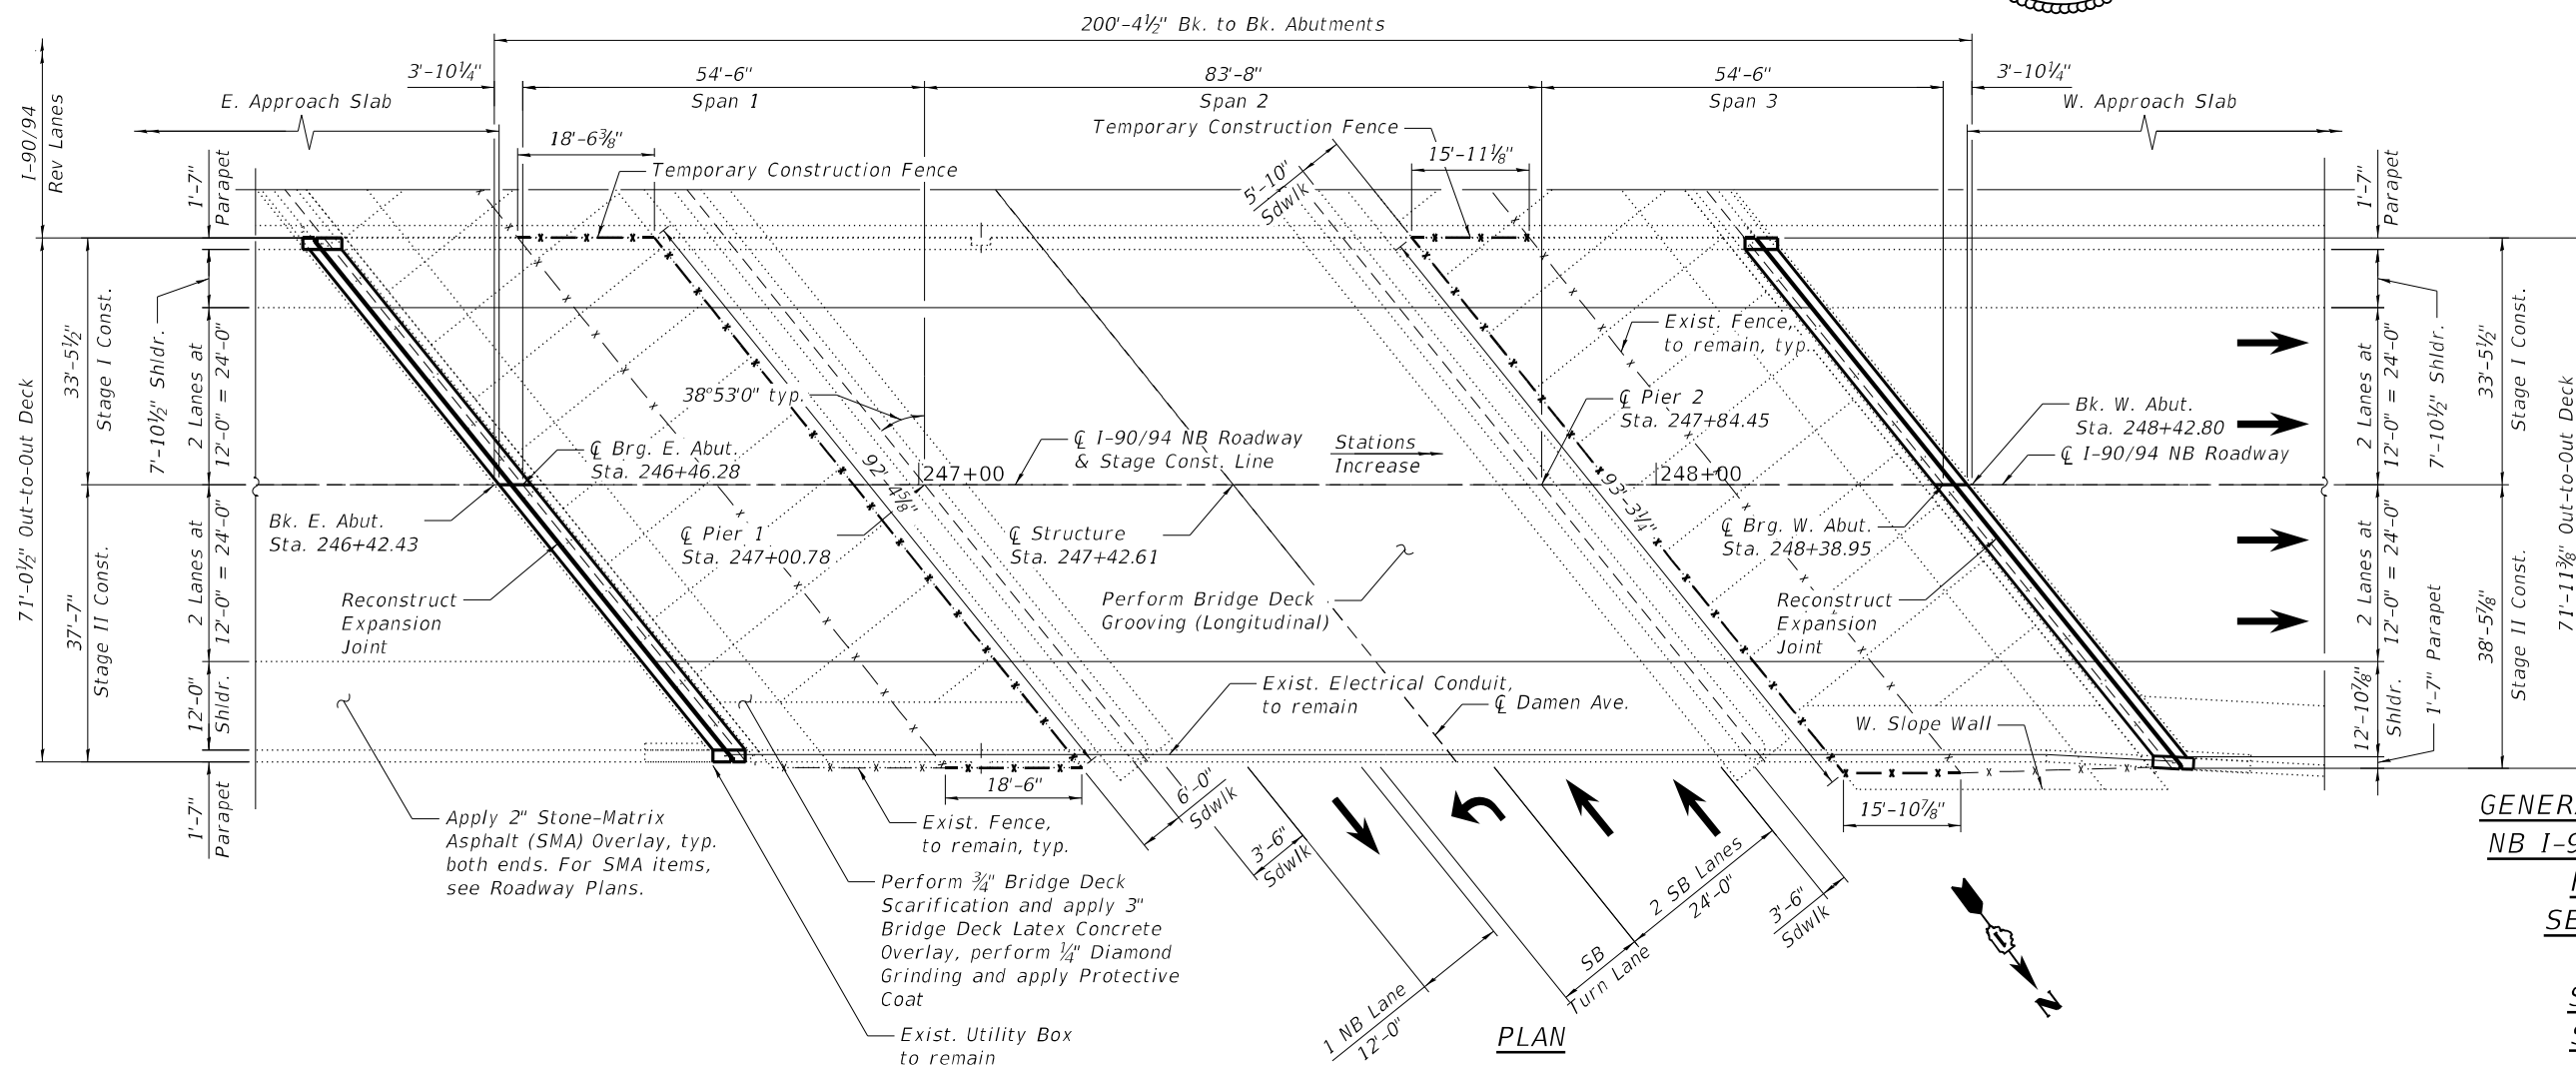 200'-4½" Bk. to Bk. Abutments
3'-10¼"
54'-6"
83'-8"
54'-6"
3'-10¼"
Span 1
Span 2
Span 3
E. Approach Slab
W. Approach Slab
I-90/94
Rev Lanes
18'-6⅜"
Temporary Construction Fence
Temporary Construction Fence
15'-11⅛"
5'-10"
Sdwlk
1'-7"
Parapet
1'-7"
Parapet
71'-0½" Out-to-Out Deck
33'-5½"
Stage I Const.
37'-7"
Stage II Const.
7'-10½" Shldr.
2 Lanes at
12'-0" = 24'-0"
2 Lanes at
12'-0" = 24'-0"
12'-0"
Shldr.
1'-7"
Parapet
38°53'0" typ.
Exist. Fence,
to remain, typ.
℄ Pier 2
Sta. 247+84.45
℄ Brg. E. Abut.
Sta. 246+46.28
℄ I-90/94 NB Roadway
& Stage Const. Line
Stations
Increase
Bk. W. Abut.
Sta. 248+42.80
℄ I-90/94 NB Roadway
247+00
248+00
92'-4⅝"
93'-3¼"
Bk. E. Abut.
Sta. 246+42.43
℄ Pier 1
Sta. 247+00.78
℄ Structure
Sta. 247+42.61
℄ Brg. W. Abut.
Sta. 248+38.95
Reconstruct
Expansion
Joint
Perform Bridge Deck
Grooving (Longitudinal)
Reconstruct
Expansion
Joint
Exist. Electrical Conduit,
to remain
℄ Damen Ave.
W. Slope Wall
2 Lanes at
12'-0" = 24'-0"
7'-10½" Shldr.
33'-5½"
Stage I Const.
2 Lanes at
12'-0" = 24'-0"
12'-10⅞"
Shldr.
1'-7" Parapet
38'-5⅞"
Stage II Const.
71'-11⅜" Out-to-Out Deck
18'-6"
6'-0"
Sdwlk
3'-6"
Sdwlk
15'-10⅞"
Apply 2" Stone-Matrix
Asphalt (SMA) Overlay, typ.
both ends. For SMA items,
see Roadway Plans.
Exist. Fence,
to remain, typ.
Perform ¾" Bridge Deck
Scarification and apply 3"
Bridge Deck Latex Concrete
Overlay, perform ¼" Diamond
Grinding and apply Protective
Coat
Exist. Utility Box
to remain
1 NB Lane
12'-0"
SB
Turn Lane
2 SB Lanes
24'-0"
3'-6"
Sdwlk
N
PLAN
GENER
NB I-9
SE